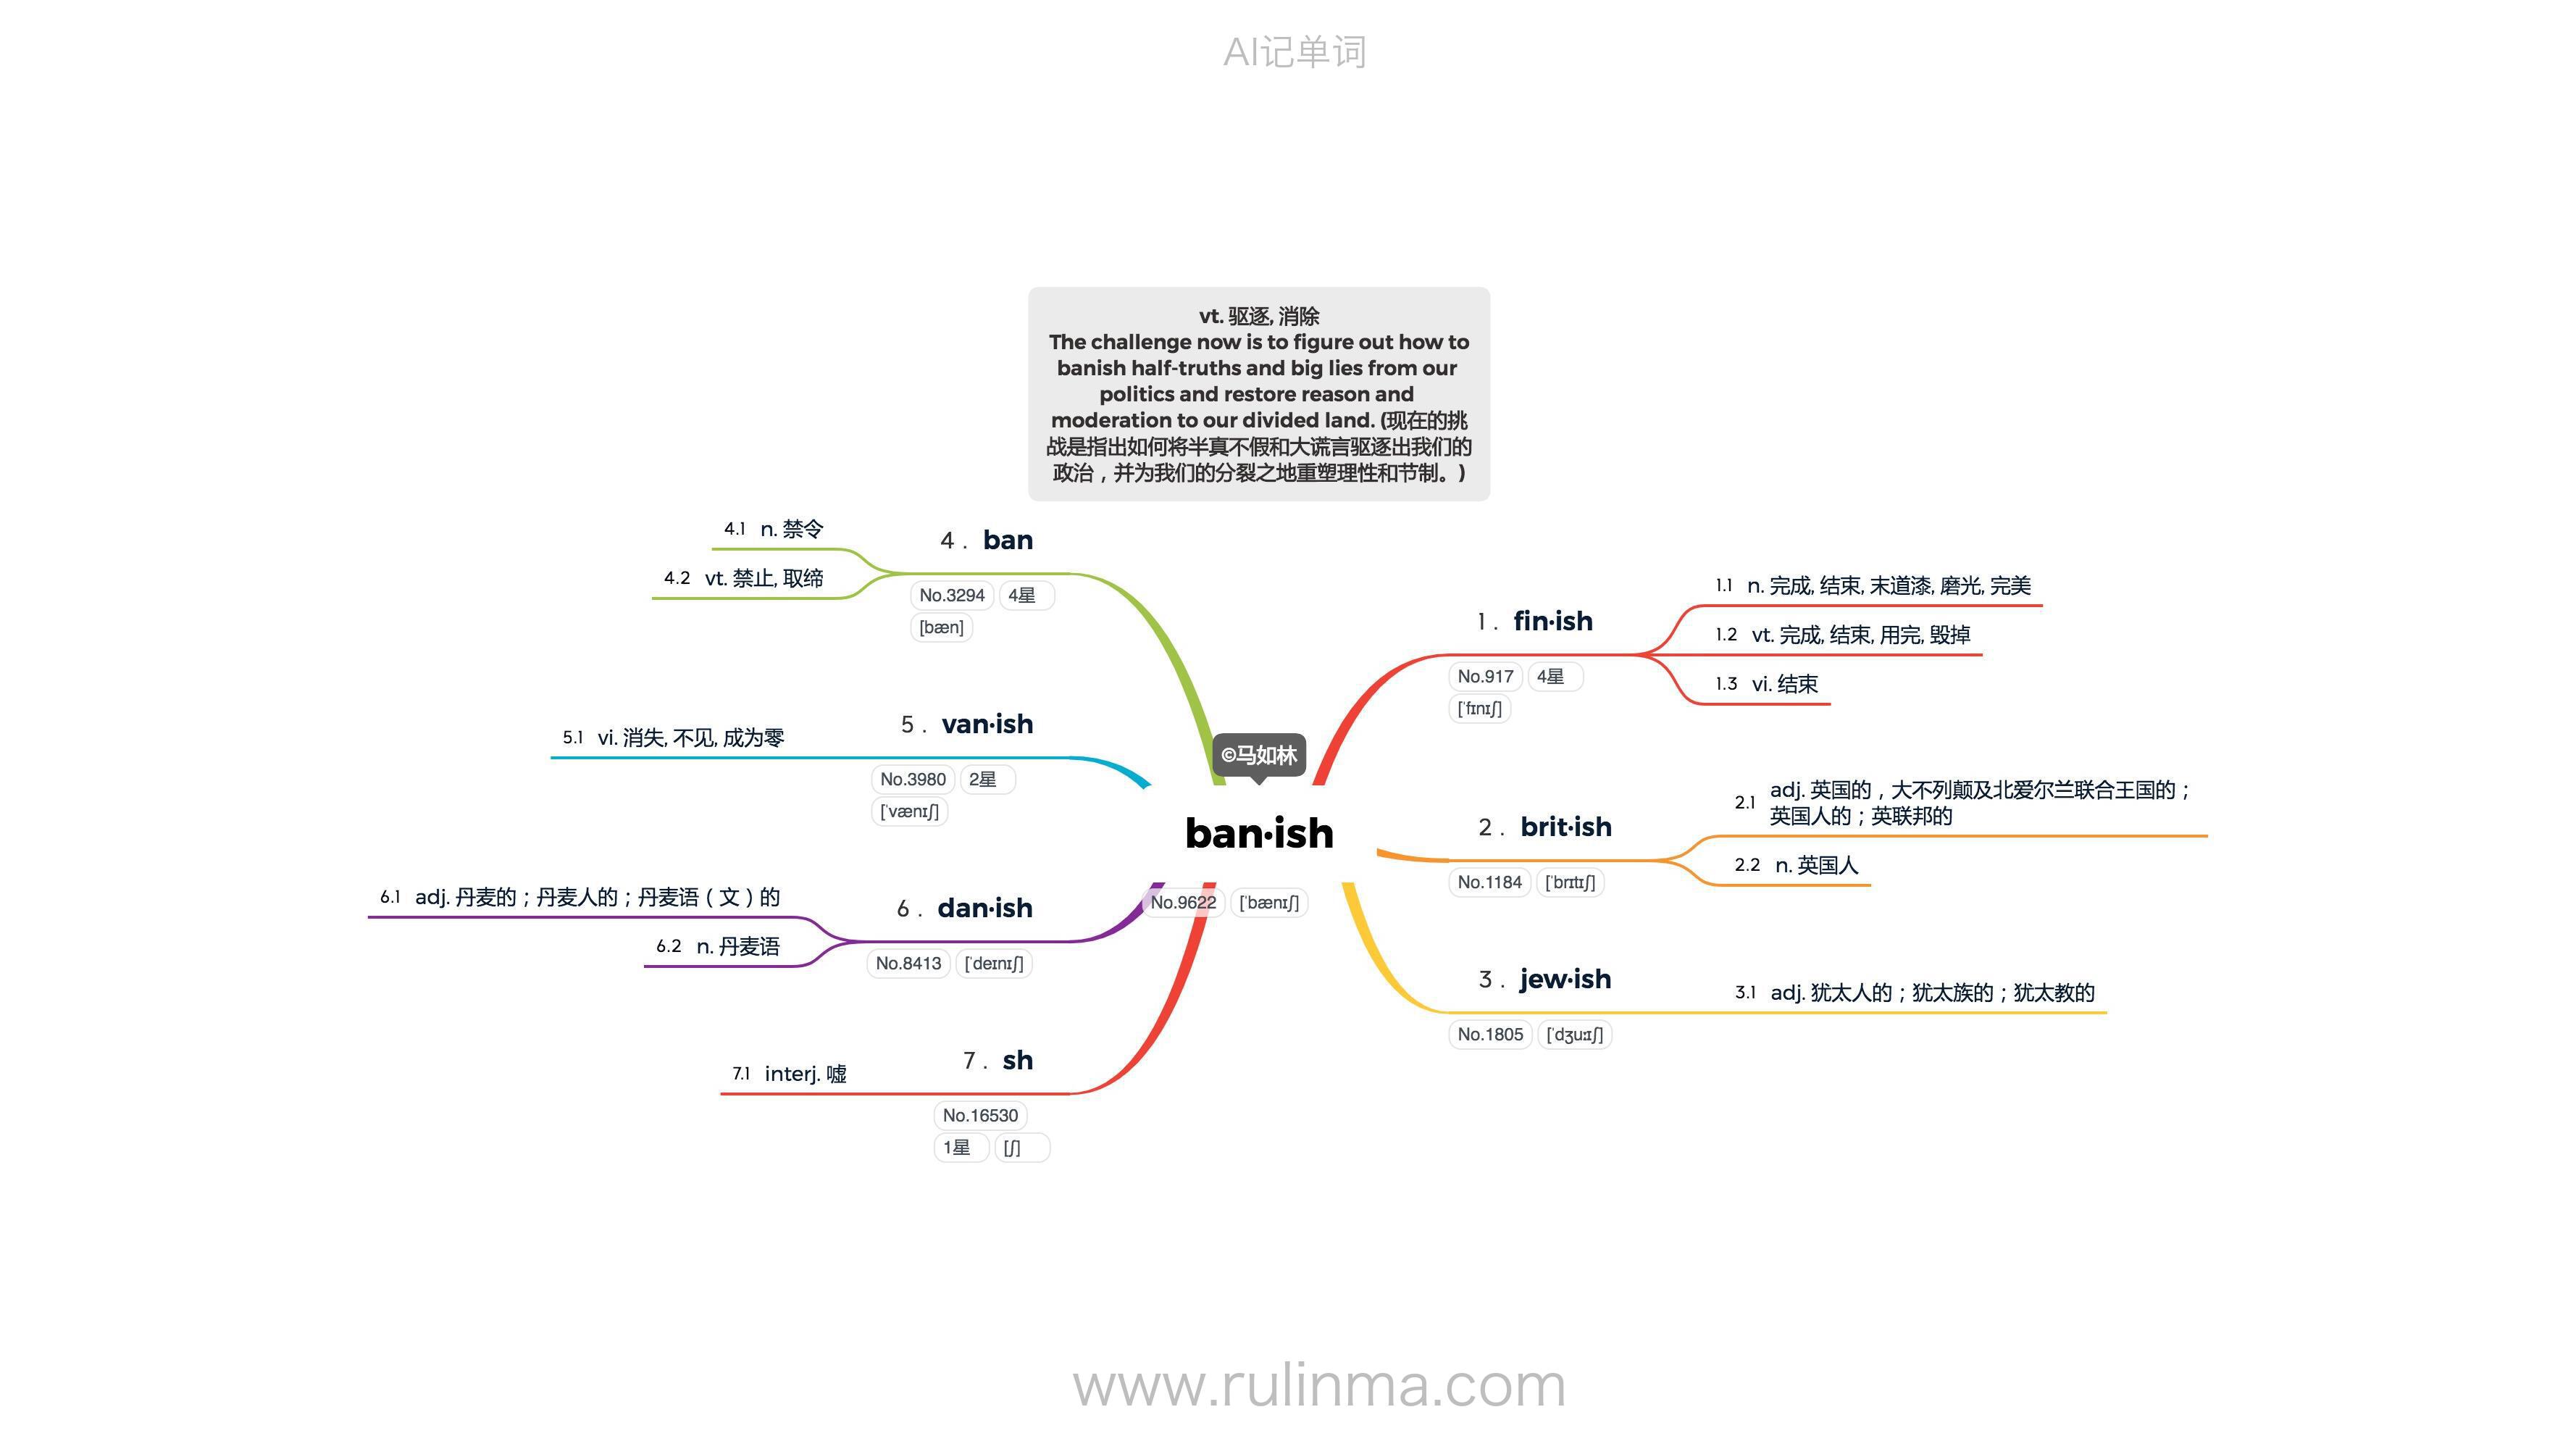 AI记单词
vt. 驱逐, 消除
The challenge now is to figure out how to
banish half-truths and big lies from our
politics and restore reason and
moderation to our divided land. (现在的挑
战是指出如何将半真不假和大谎言驱逐出我们的
政治，并为我们的分裂之地重塑理性和节制。)
©马如林
ban·ish
No.9622 [ˈbænɪʃ]
1. fin·ish
No.917 4星
[ˈfɪnɪʃ]
1.1 n. 完成, 结束, 末道漆, 磨光, 完美
1.2 vt. 完成, 结束, 用完, 毁掉
1.3 vi. 结束
2. brit·ish
No.1184 [ˈbrɪtɪʃ]
2.1 adj. 英国的，大不列颠及北爱尔兰联合王国的；
英国人的；英联邦的
2.2 n. 英国人
3. jew·ish
No.1805 [ˈdʒuːɪʃ]
3.1 adj. 犹太人的；犹太族的；犹太教的
4. ban
No.3294 4星
[bæn]
4.1 n. 禁令
4.2 vt. 禁止, 取缔
5. van·ish
No.3980 2星
[ˈvænɪʃ]
5.1 vi. 消失, 不见, 成为零
6. dan·ish
No.8413 [ˈdeɪnɪʃ]
6.1 adj. 丹麦的；丹麦人的；丹麦语（文）的
6.2 n. 丹麦语
7. sh
No.16530
1星 [ʃ]
7.1 interj. 嘘
www.rulinma.com